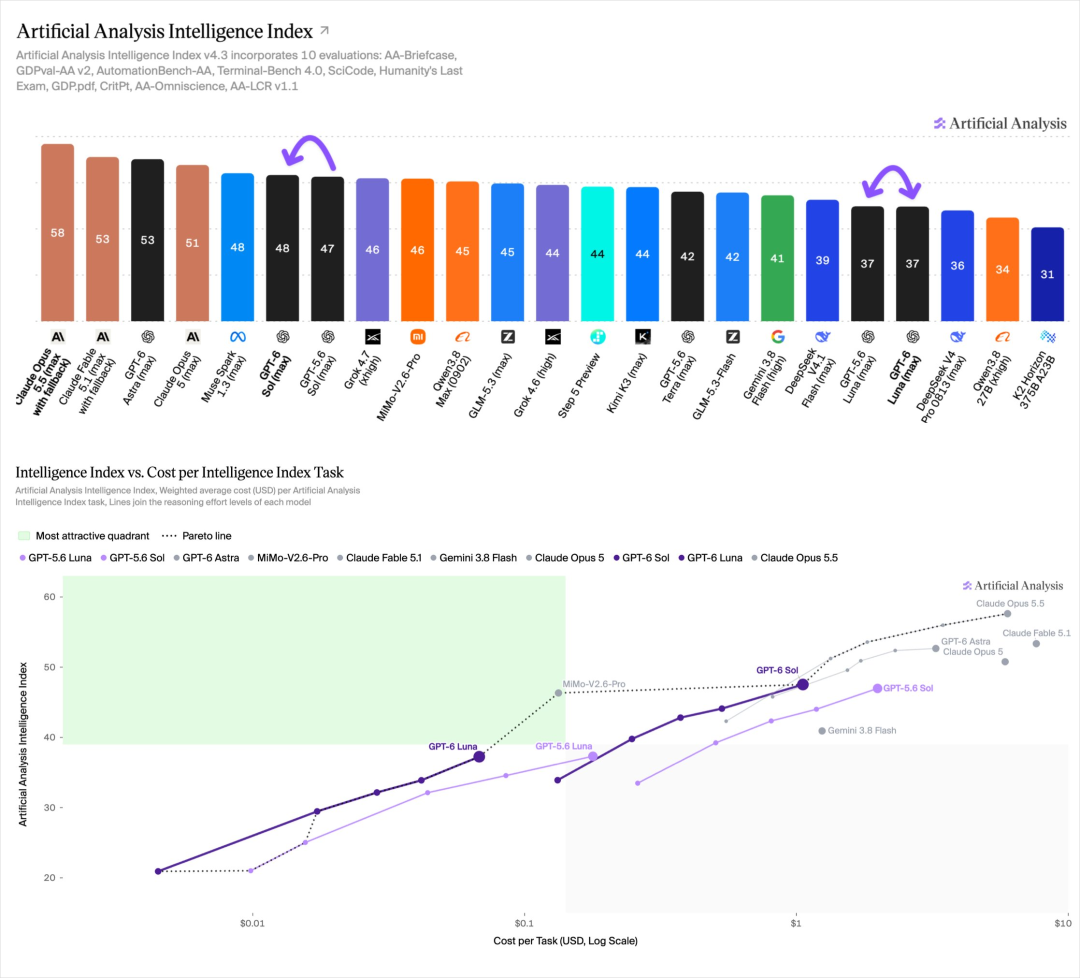 Artificial Analysis Intelligence Index ↗
Artificial Analysis Intelligence Index v4.3 incorporates 10 evaluations: AA-Briefcase,
GDPval-AA v2, AutomationBench-AA, Terminal-Bench 4.0, SciCode, Humanity's Last
Exam, GDP.pdf, CritPt, AA-Omniscience, AA-LCR v1.1
Artificial Analysis
58
53
53
51
48
48
47
46
46
45
45
44
44
44
42
42
41
39
37
37
36
34
31
Claude Opus
5.5 (max
with fallback)
Claude Fable
5.1 (max
with fallback)
GPT-6
Astra (max)
Claude Opus
5 (max)
Muse Spark
1.3 (max)
GPT-6
Sol (max)
GPT-5.6
Sol (max)
Grok 4.7
(xhigh)
MiMo-V2.6-Pro
Qwen3.8
Max (0902)
GLM-5.3 (max)
Grok 4.6 (high)
Step 5 Preview
Kimi K3 (max)
GPT-5.6
Terra (max)
GLM-5.3-Flash
Gemini 3.8
Flash (high)
DeepSeek
V4.1
Flash (max)
GPT-5.6
Luna (max)
GPT-6
Luna (max)
DeepSeek V4
Pro 0813 (max)
Qwen3.8
27B (xhigh)
K2 Horizon
375B A23B
Intelligence Index vs. Cost per Intelligence Index Task
Artificial Analysis Intelligence Index, Weighted average cost (USD) per Artificial Analysis
Intelligence Index task, Lines join the reasoning effort levels of each model
Most attractive quadrant
Pareto line
GPT-5.6 Luna
GPT-5.6 Sol
GPT-6 Astra
MiMo-V2.6-Pro
Claude Fable 5.1
Gemini 3.8 Flash
Claude Opus 5
GPT-6 Sol
GPT-6 Luna
Claude Opus 5.5
Artificial Analysis
Claude Opus 5.5
Claude Fable 5.1
GPT-6 Astra
Claude Opus 5
GPT-6 Sol
MiMo-V2.6-Pro
GPT-5.6 Sol
Gemini 3.8 Flash
GPT-6 Luna
GPT-5.6 Luna
Artificial Analysis Intelligence Index
60
50
40
30
20
$0.01
$0.1
$1
$10
Cost per Task (USD, Log Scale)